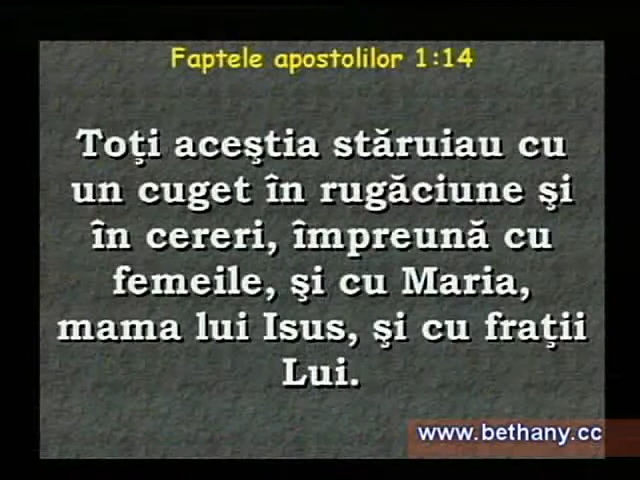 Faptele apostolilor 1:14
Toţi aceştia stăruiau cu
un cuget în rugăciune şi
în cereri, împreună cu
femeile, şi cu Maria,
mama lui Isus, şi cu fraţii
Lui.
www.bethany.cc